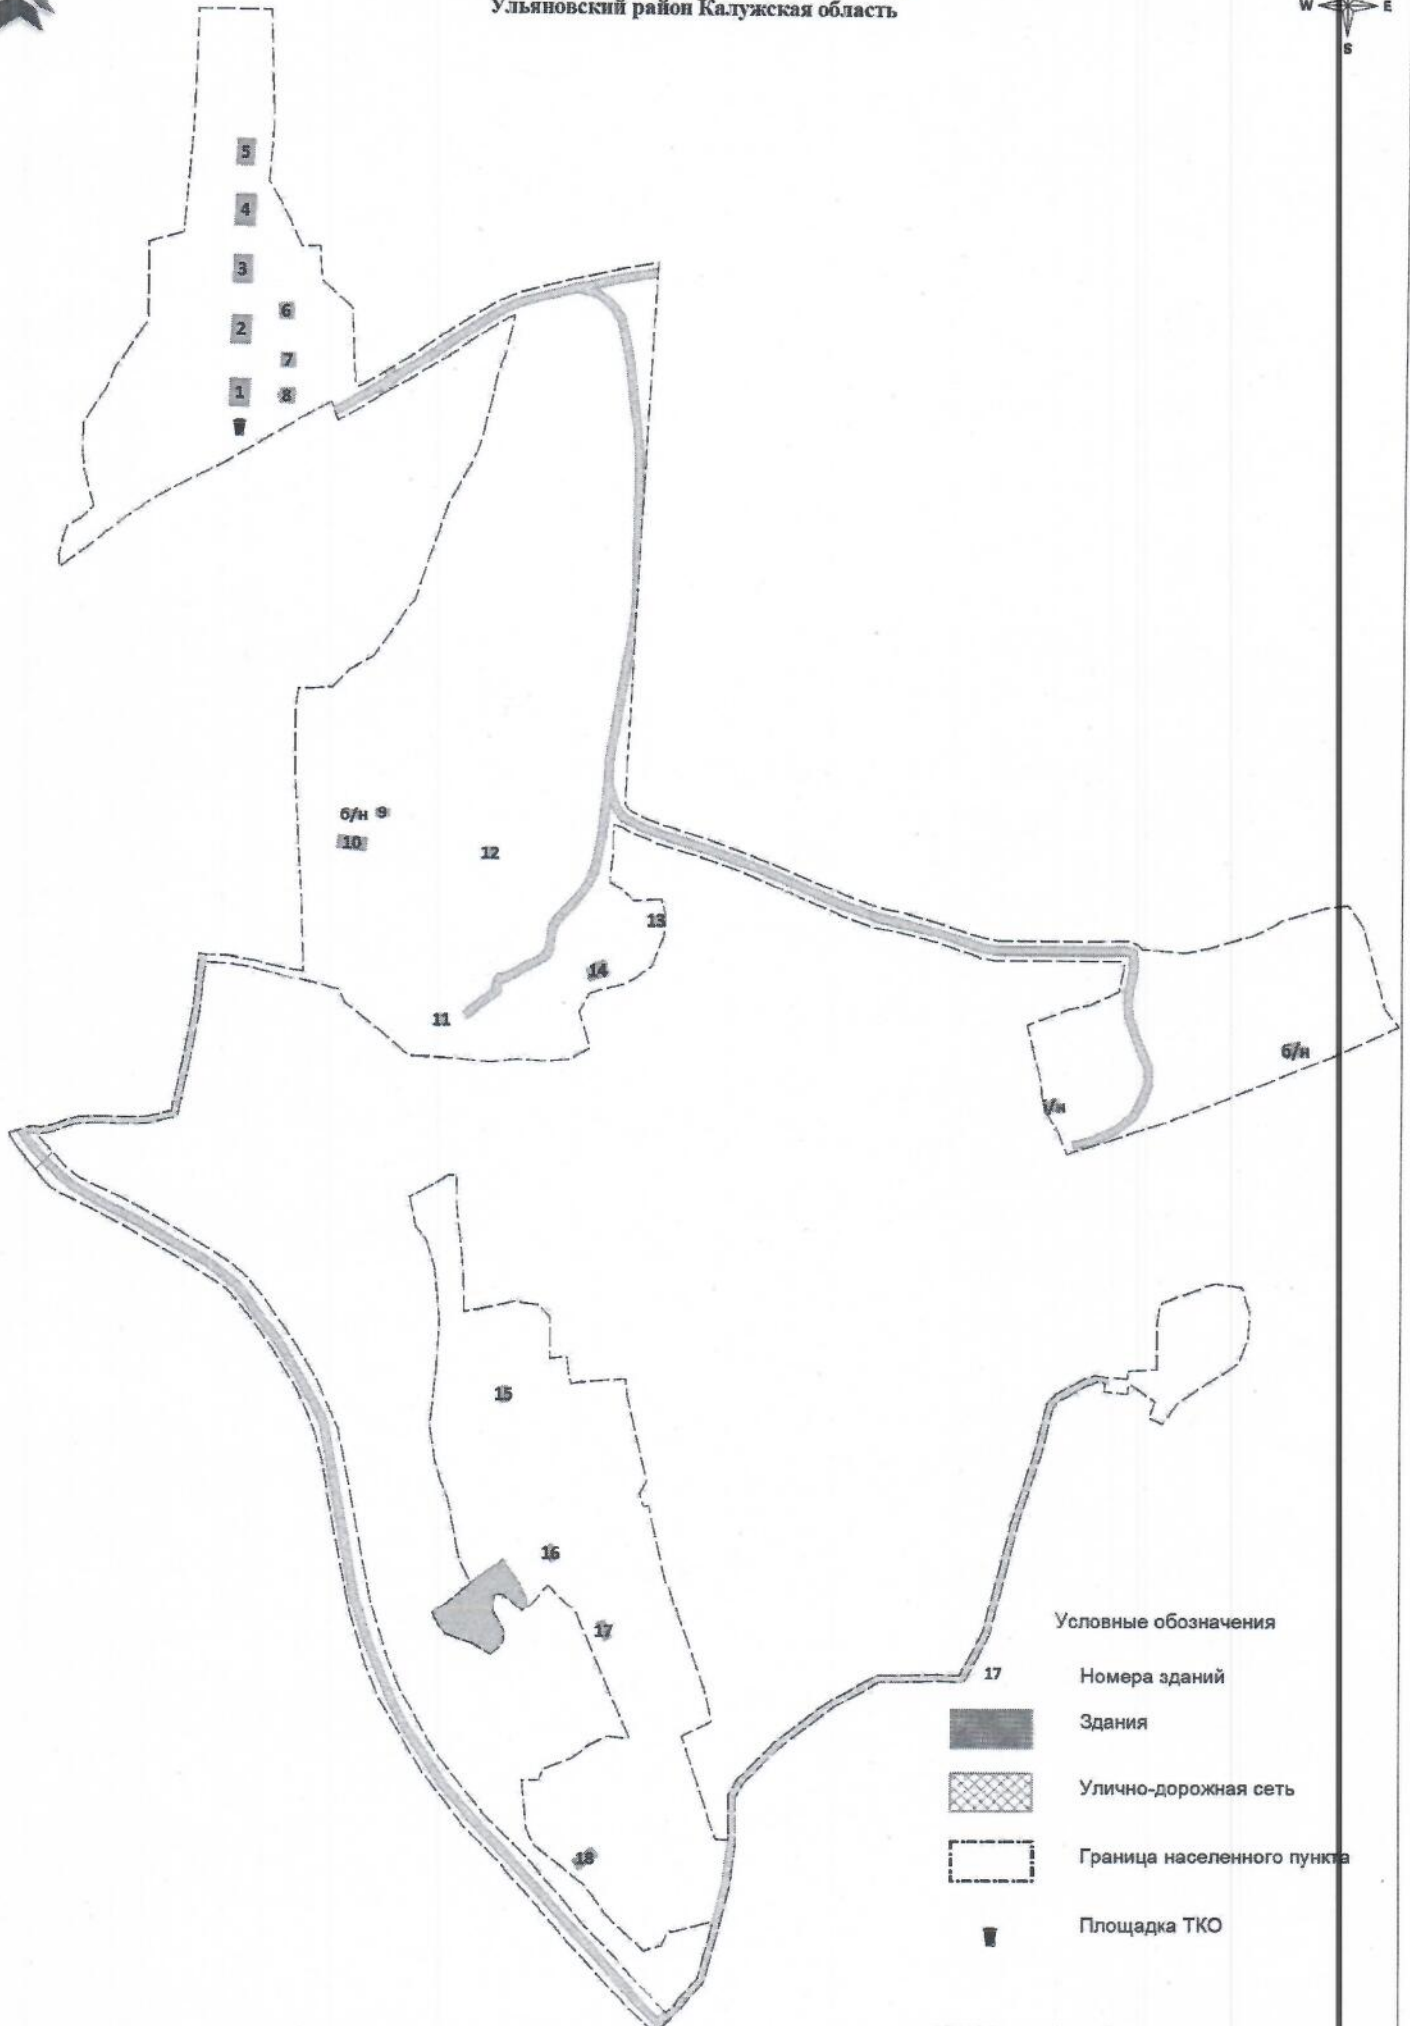 Ульяновский район Калужская область
W E
S
5
4
3
6
2
7
1
8
б/н 9
10
12
13
14
11
б/н
/н
15
16
17
18
Условные обозначения
17 Номера зданий
Здания
Улично-дорожная сеть
Граница населенного пункта
Площадка ТКО